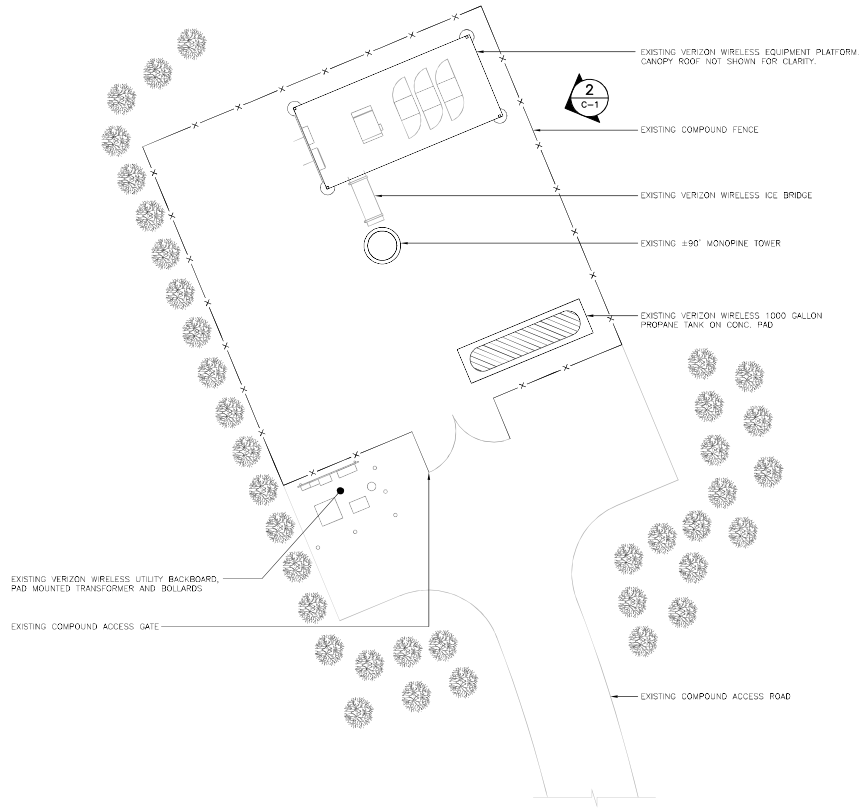 EXISTING VERIZON WIRELESS EQUIPMENT PLATFORM.
CANOPY ROOF NOT SHOWN FOR CLARITY.
2
C-1
EXISTING COMPOUND FENCE
EXISTING VERIZON WIRELESS ICE BRIDGE
EXISTING ±90' MONOPINE TOWER
EXISTING VERIZON WIRELESS 1000 GALLON
PROPANE TANK ON CONC. PAD
EXISTING VERIZON WIRELESS UTILITY BACKBOARD,
PAD MOUNTED TRANSFORMER AND BOLLARDS
EXISTING COMPOUND ACCESS GATE
EXISTING COMPOUND ACCESS ROAD